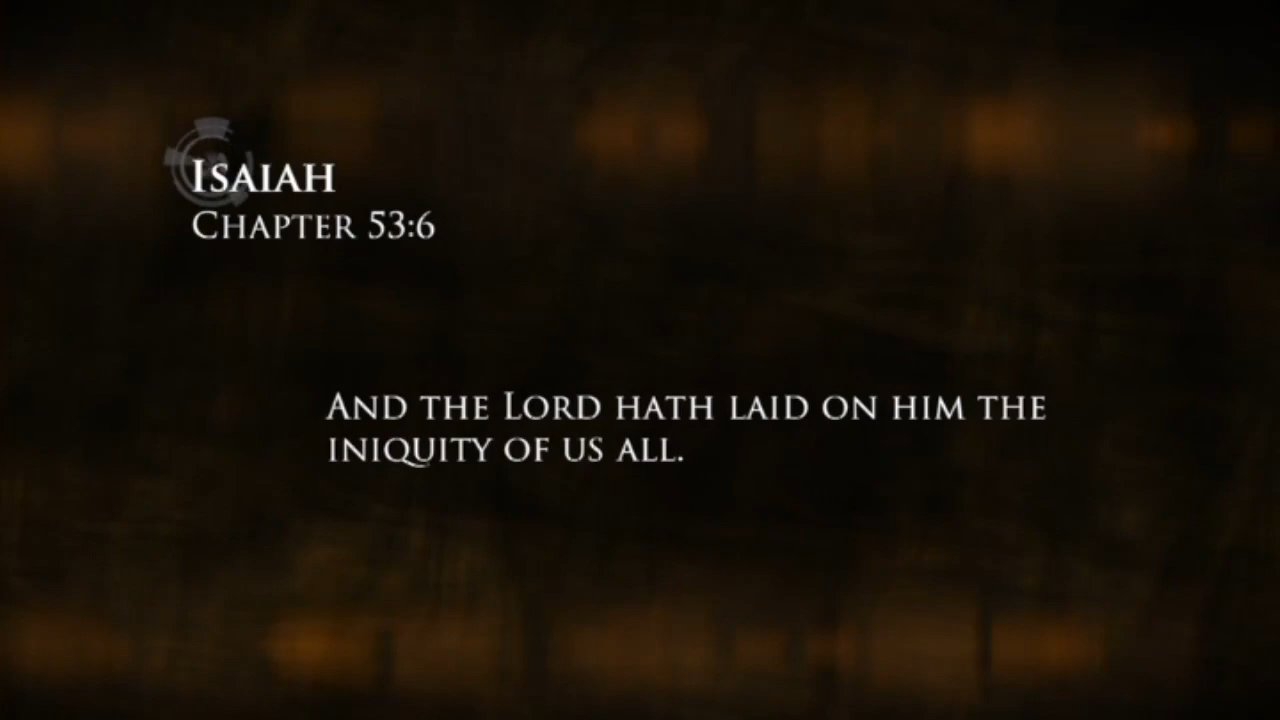 Isaiah
Chapter 53:6
And the Lord hath laid on him the
iniquity of us all.